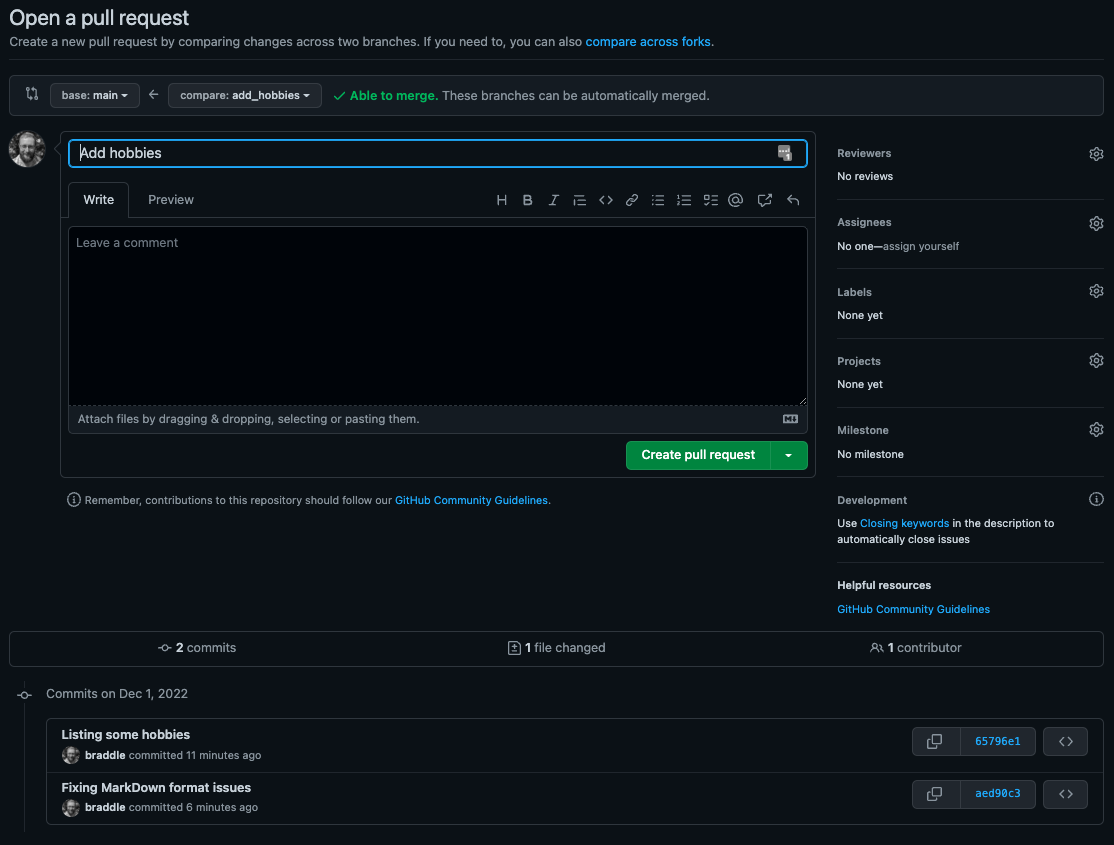 Open a pull request
Create a new pull request by comparing changes across two branches. If you need to, you can also compare across forks.
base: main
compare: add_hobbies
Able to merge. These branches can be automatically merged.
Add hobbies
1
Write
Preview
H B I
Leave a comment
Attach files by dragging & dropping, selecting or pasting them.
Create pull request
Remember, contributions to this repository should follow our GitHub Community Guidelines.
Reviewers
No reviews
Assignees
No one—assign yourself
Labels
None yet
Projects
None yet
Milestone
No milestone
Development
Use Closing keywords in the description to
automatically close issues
Helpful resources
GitHub Community Guidelines
2 commits
1 file changed
1 contributor
Commits on Dec 1, 2022
Listing some hobbies
braddle committed 11 minutes ago
65796e1
Fixing MarkDown format issues
braddle committed 6 minutes ago
aed90c3